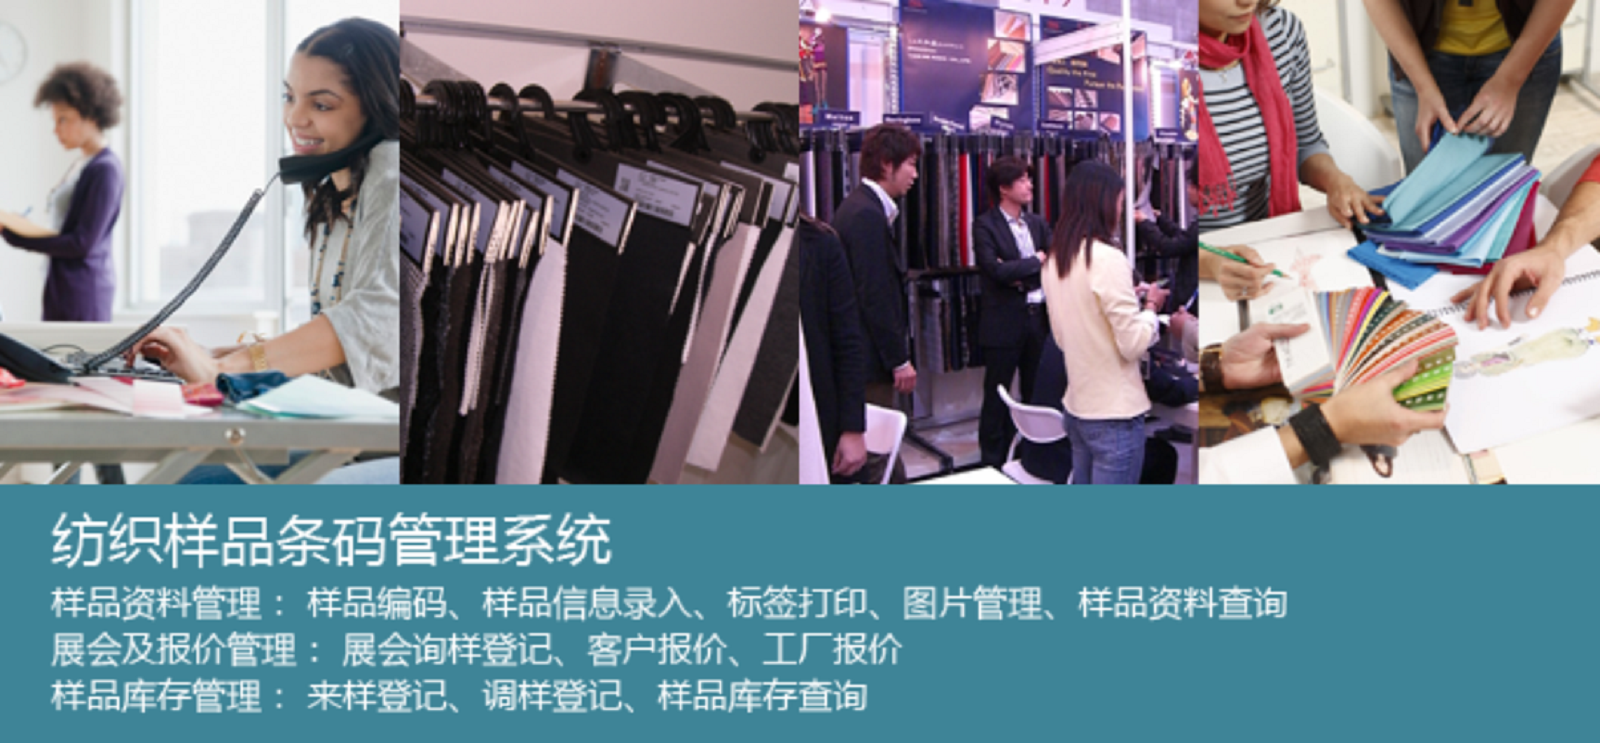 纺织样品条码管理系统
样品资料管理： 样品编码、样品信息录入、标签打印、图片管理、样品资料查询
展会及报价管理： 展会询样登记、客户报价、工厂报价
样品库存管理： 来样登记、调样登记、样品库存查询